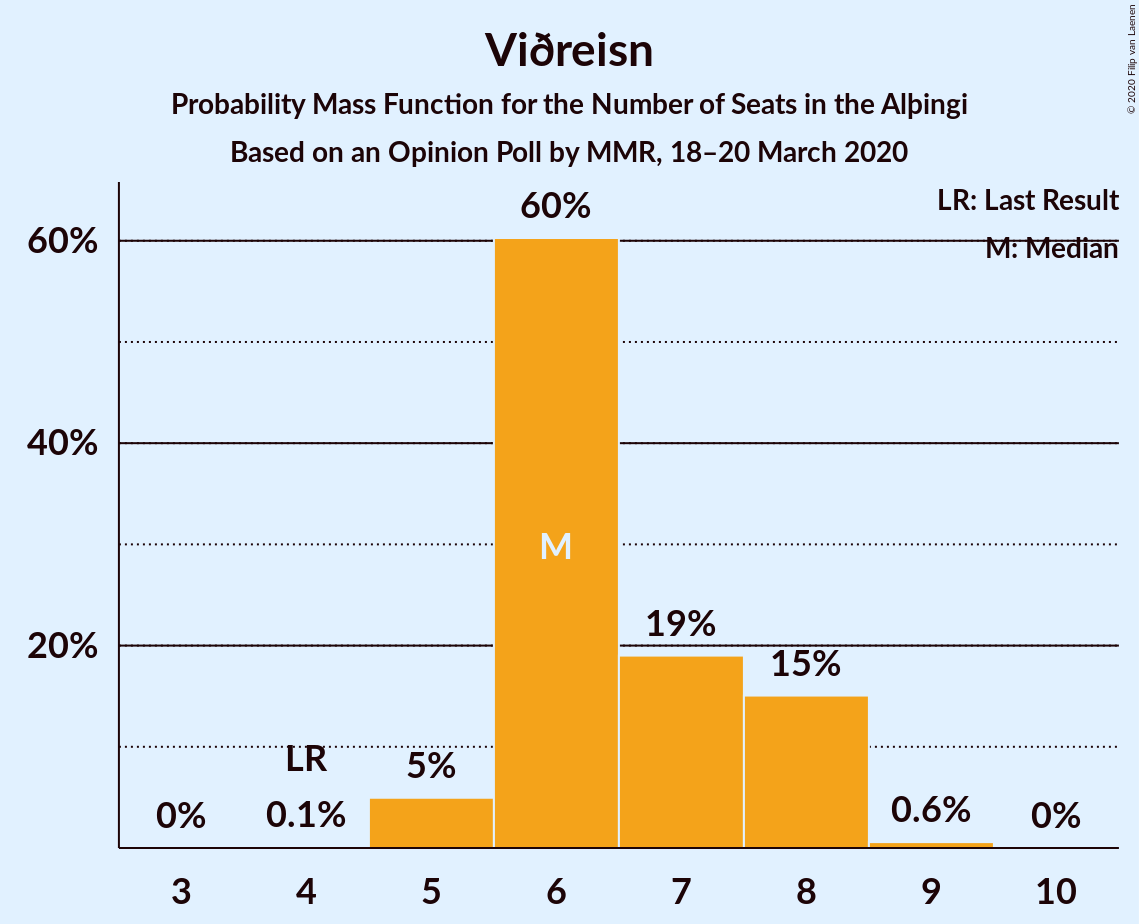 Viðreisn
Probability Mass Function for the Number of Seats in the Alþingi
Based on an Opinion Poll by MMR, 18–20 March 2020
© 2020 Filip van Laenen
LR: Last Result
M: Median
60%
40%
20%
0%
LR
0.1%
5%
60%
M
19%
15%
0.6%
0%
3 4 5 6 7 8 9 10